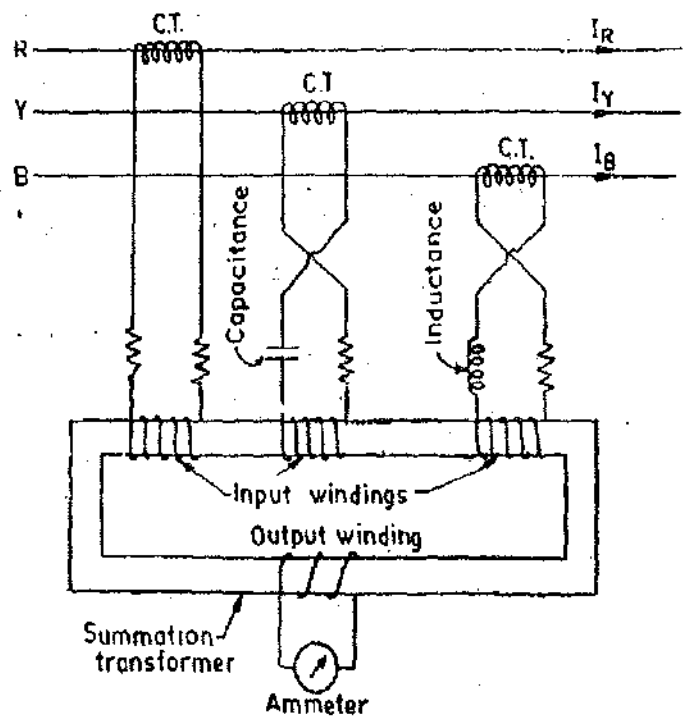 C.T.
R
I_R
C.T
Y
I_Y
C.T.
B
I_B
Capacitance
Inductance
Input windings
Output winding
Summation-
transformer
Ammeter